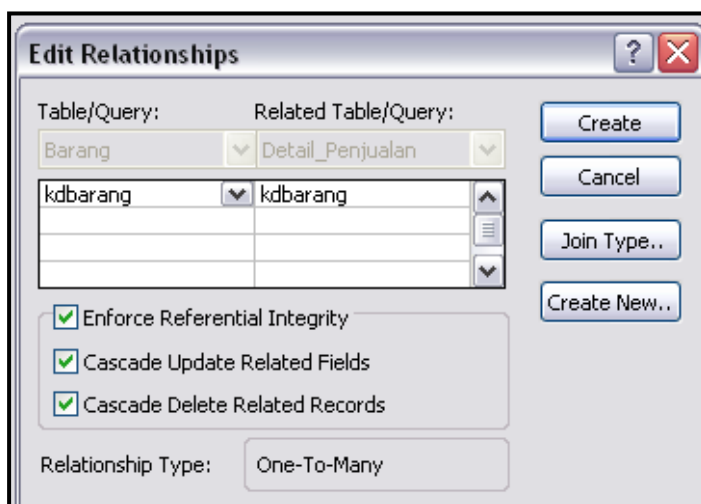 Edit Relationships
?
Table/Query: Related Table/Query:
Barang Detail_Penjualan
kdbarang kdbarang
Enforce Referential Integrity
Cascade Update Related Fields
Cascade Delete Related Records
Relationship Type: One-To-Many
Create
Cancel
Join Type..
Create New..